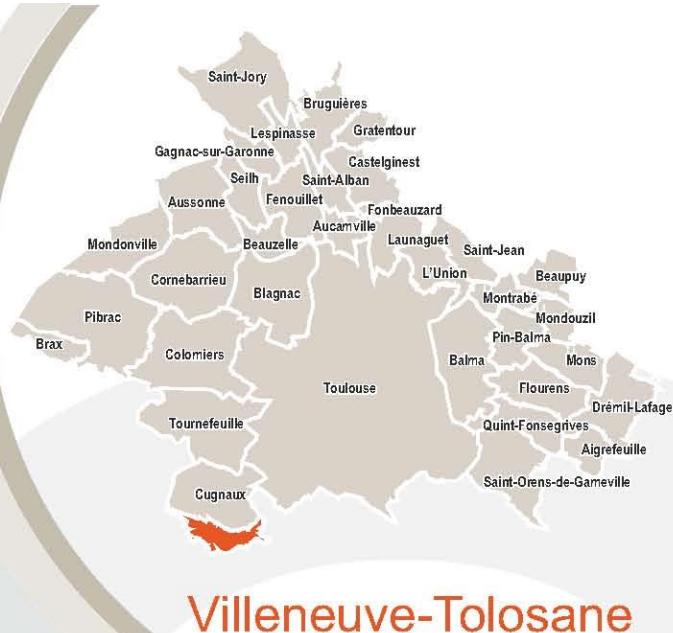 Saint-Jory
Bruguières
Lespinasse
Gratentour
Gagnac-sur-Garonne
Castelginest
Seilh
Saint-Alban
Aussonne
Fenouillet
Fonbeauzard
Aucamville
Mondonville
Beauzelle
Launaguet
Saint-Jean
Cornebarrieu
L'Union
Beaupuy
Blagnac
Montrabé
Pibrac
Mondouzil
Pin-Balma
Brax
Colomiers
Balma
Mons
Toulouse
Flourens
Drémil-Lafage
Tournefeuille
Quint-Fonsegrives
Aigrefeuille
Saint-Orens-de-Gameville
Cugnaux
Villeneuve-Tolosane